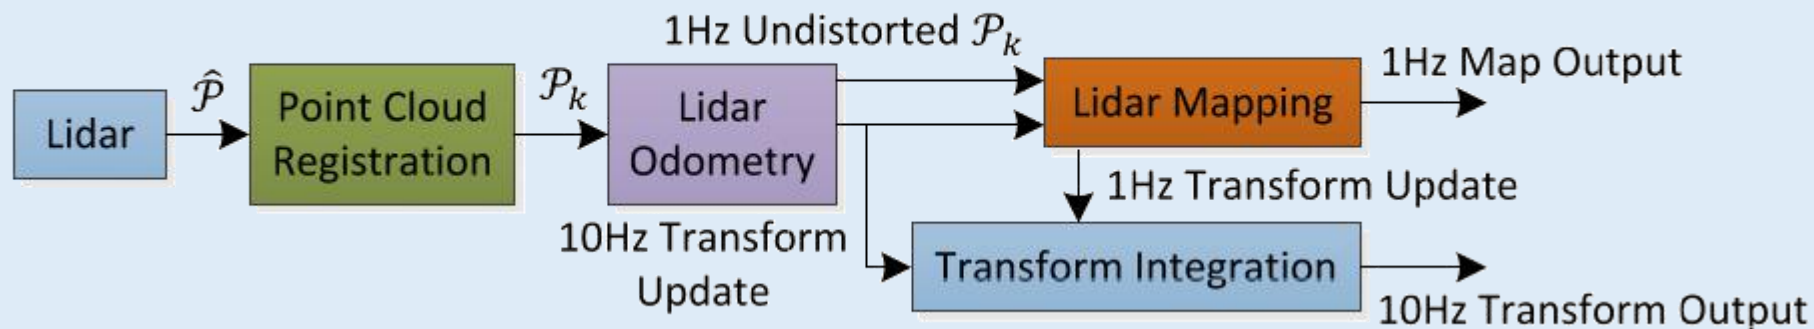 1Hz Undistorted 𝒫ₖ
1Hz Map Output
Lidar
𝒫̂
Point Cloud
Registration
𝒫ₖ
Lidar
Odometry
Lidar Mapping
1Hz Transform Update
10Hz Transform
Update
Transform Integration
10Hz Transform Output